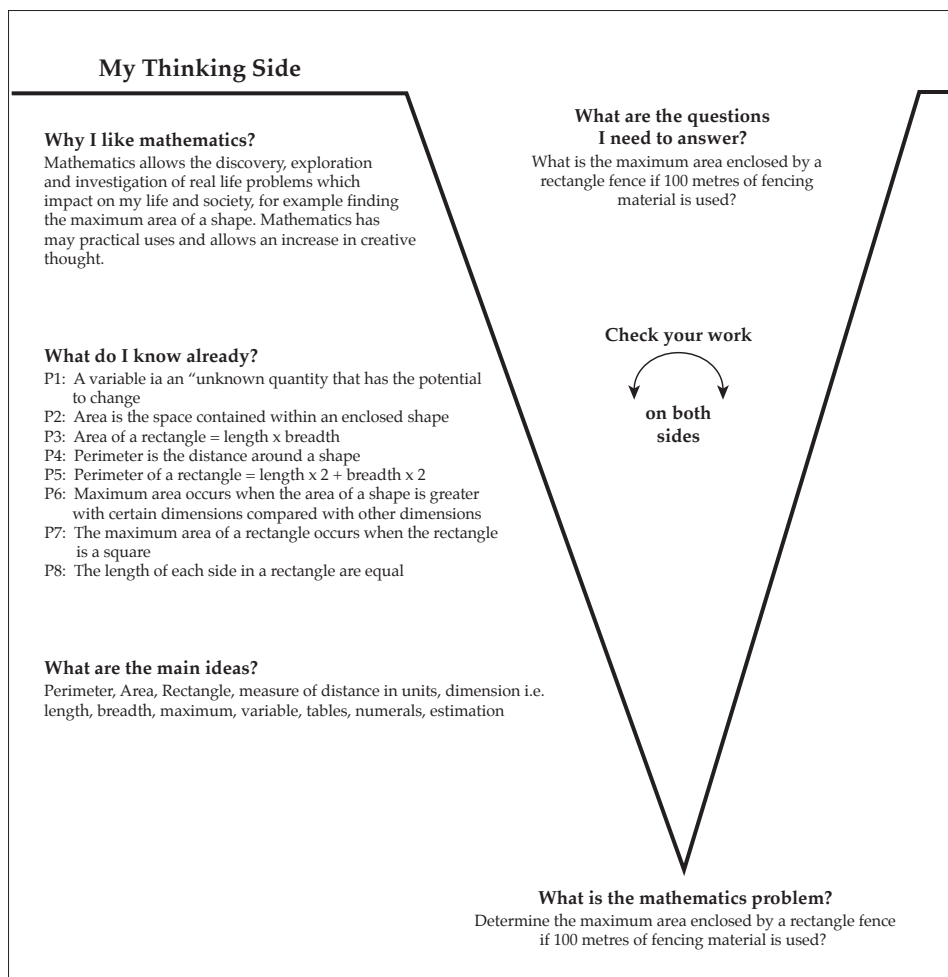 My Thinking Side
Why I like mathematics?
Mathematics allows the discovery, exploration
and investigation of real life problems which
impact on my life and society, for example finding
the maximum area of a shape. Mathematics has
may practical uses and allows an increase in creative
thought.
What do I know already?
P1: A variable ia an “unknown quantity that has the potential
to change
P2: Area is the space contained within an enclosed shape
P3: Area of a rectangle = length x breadth
P4: Perimeter is the distance around a shape
P5: Perimeter of a rectangle = length x 2 + breadth x 2
P6: Maximum area occurs when the area of a shape is greater
with certain dimensions compared with other dimensions
P7: The maximum area of a rectangle occurs when the rectangle
is a square
P8: The length of each side in a rectangle are equal
What are the main ideas?
Perimeter, Area, Rectangle, measure of distance in units, dimension i.e.
length, breadth, maximum, variable, tables, numerals, estimation
What are the questions
I need to answer?
What is the maximum area enclosed by a
rectangle fence if 100 metres of fencing
material is used?
Check your work
on both
sides
What is the mathematics problem?
Determine the maximum area enclosed by a rectangle fence
if 100 metres of fencing material is used?